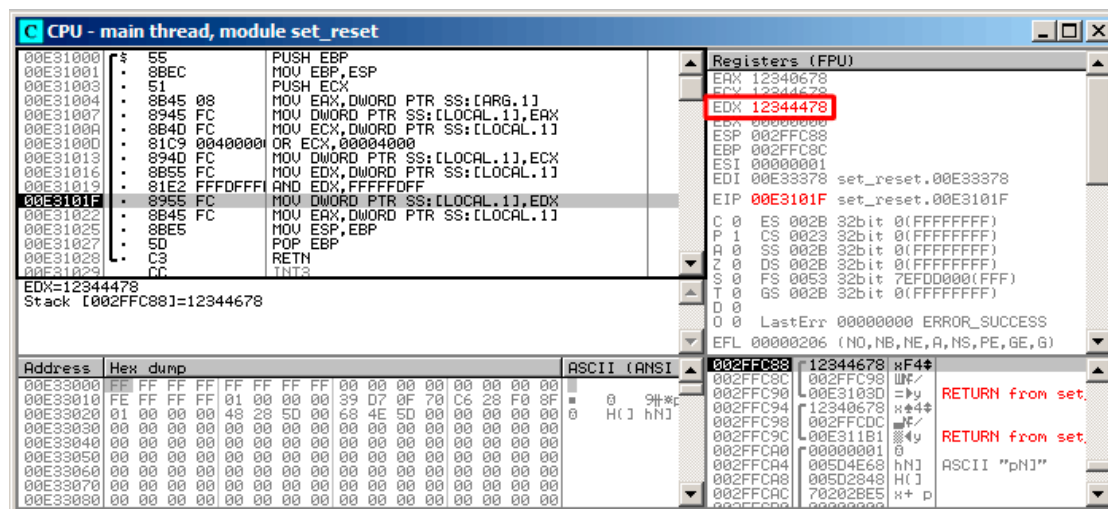 C CPU - main thread, module set_reset
00E31000 $ 55 PUSH EBP
00E31001 . 8BEC MOV EBP,ESP
00E31003 . 51 PUSH ECX
00E31004 . 8B45 08 MOV EAX,DWORD PTR SS:[ARG.1]
00E31007 . 8945 FC MOV DWORD PTR SS:[LOCAL.1],EAX
00E3100A . 8B4D FC MOV ECX,DWORD PTR SS:[LOCAL.1]
00E3100D . 81C9 0040000 OR ECX,00004000
00E31013 . 894D FC MOV DWORD PTR SS:[LOCAL.1],ECX
00E31016 . 8B55 FC MOV EDX,DWORD PTR SS:[LOCAL.1]
00E31019 . 81E2 FFFDFFF AND EDX,FFFFFDFF
00E3101F . 8955 FC MOV DWORD PTR SS:[LOCAL.1],EDX
00E31022 . 8B45 FC MOV EAX,DWORD PTR SS:[LOCAL.1]
00E31025 . 8BE5 MOV ESP,EBP
00E31027 . 5D POP EBP
00E31028 . C3 RETN
00E31029 CC INT3
EDX=12344478
Stack [002FFC88]=12344678
Registers (FPU)
EAX 12340678
ECX 12344678
EDX 12344478
EBX 00000000
ESP 002FFC88
EBP 002FFC8C
ESI 00000001
EDI 00E33378 set_reset.00E33378
EIP 00E3101F set_reset.00E3101F
C 0 ES 002B 32bit 0(FFFFFFFF)
P 1 CS 0023 32bit 0(FFFFFFFF)
A 0 SS 002B 32bit 0(FFFFFFFF)
Z 0 DS 002B 32bit 0(FFFFFFFF)
S 0 FS 0053 32bit 7EFDD000(FFF)
T 0 GS 002B 32bit 0(FFFFFFFF)
D 0
O 0 LastErr 00000000 ERROR_SUCCESS
EFL 00000206 (NO,NB,NE,A,NS,PE,GE,G)
Address Hex dump ASCII (ANSI
00E33000 FF FF FF FF FF FF FF FF 00 00 00 00 00 00 00 00
00E33010 FE FF FF FF 01 00 00 00 39 D7 0F 70 C6 28 F0 8F
00E33020 01 00 00 00 48 28 5D 00 68 4E 5D 00 00 00 00 00 H(] hN]
00E33030 00 00 00 00 00 00 00 00 00 00 00 00 00 00 00 00
00E33040 00 00 00 00 00 00 00 00 00 00 00 00 00 00 00 00
00E33050 00 00 00 00 00 00 00 00 00 00 00 00 00 00 00 00
00E33060 00 00 00 00 00 00 00 00 00 00 00 00 00 00 00 00
00E33070 00 00 00 00 00 00 00 00 00 00 00 00 00 00 00 00
00E33080 00 00 00 00 00 00 00 00 00 00 00 00 00 00 00 00
002FFC88 12344678 xF4
002FFC8C 002FFC98
002FFC90 00E3103D RETURN from set
002FFC94 12340678
002FFC98 002FFCDC
002FFC9C 00E311B1 RETURN from set
002FFCA0 00000001
002FFCA4 005D4E68 hN] ASCII "pN]"
002FFCA8 005D2848 H(]
002FFCAC 70202BE5